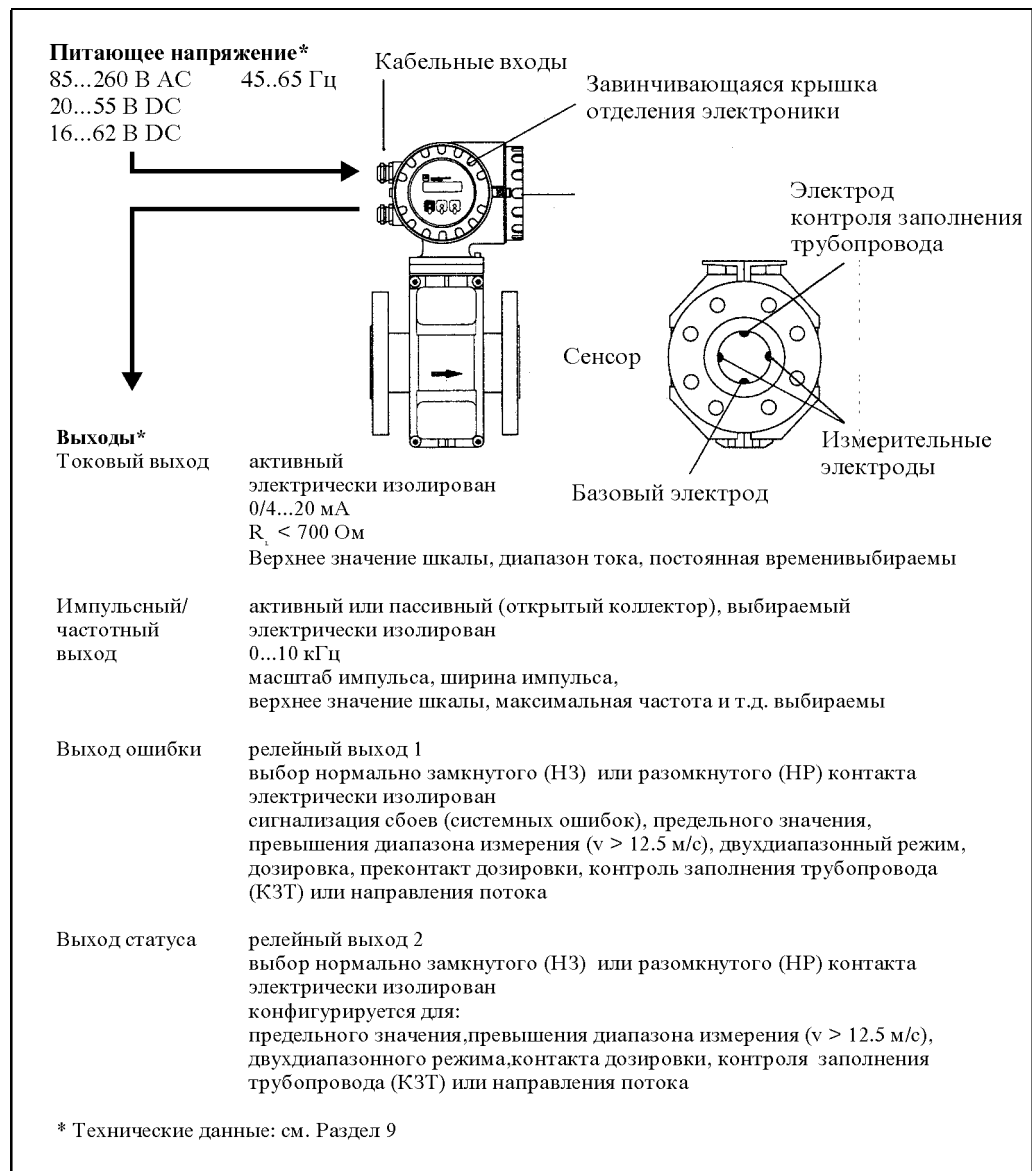 Питающее напряжение*
85...260 В AC 45..65 Гц
20...55 В DC
16...62 В DC
Кабельные входы
Завинчивающаяся крышка
отделения электроники
Электрод
контроля заполнения
трубопровода
Сенсор
Измерительные
электроды
Базовый электрод
Выходы*
Токовый выход активный
электрически изолирован
0/4...20 мА
R_L < 700 Ом
Верхнее значение шкалы, диапазон тока, постоянная временивыбираемы
Импульсный/ активный или пассивный (открытый коллектор), выбираемый
частотный электрически изолирован
выход 0...10 кГц
масштаб импульса, ширина импульса,
верхнее значение шкалы, максимальная частота и т.д. выбираемы
Выход ошибки релейный выход 1
выбор нормально замкнутого (НЗ) или разомкнутого (НР) контакта
электрически изолирован
сигнализация сбоев (системных ошибок), предельного значения,
превышения диапазона измерения (v > 12.5 м/с), двухдиапазонный режим,
дозировка, преконтакт дозировки, контроль заполнения трубопровода
(КЗТ) или направления потока
Выход статуса релейный выход 2
выбор нормально замкнутого (НЗ) или разомкнутого (НР) контакта
электрически изолирован
конфигурируется для:
предельного значения,превышения диапазона измерения (v > 12.5 м/с),
двухдиапазонного режима,контакта дозировки, контроля заполнения
трубопровода (КЗТ) или направления потока
* Технические данные: см. Раздел 9